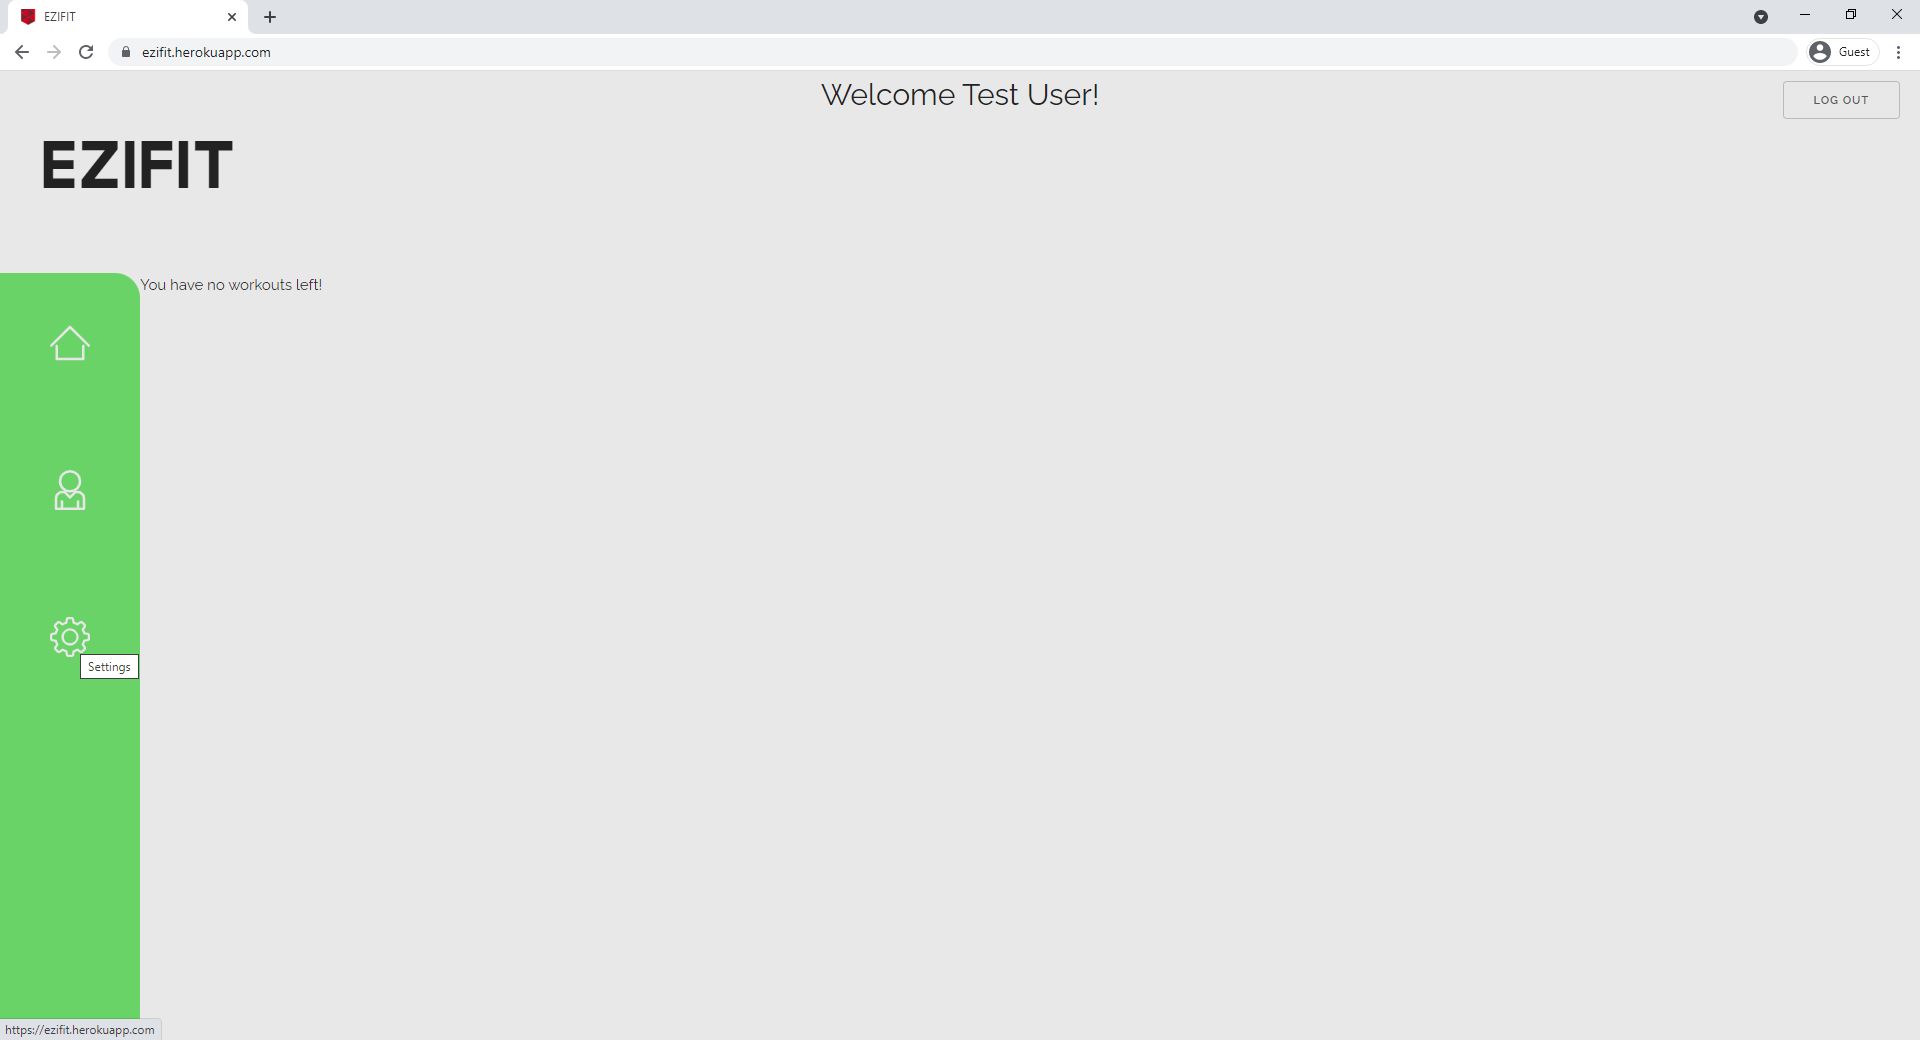 EZIFIT
ezifit.herokuapp.com
Guest
Welcome Test User!
LOG OUT
EZIFIT
You have no workouts left!
Settings
https://ezifit.herokuapp.com